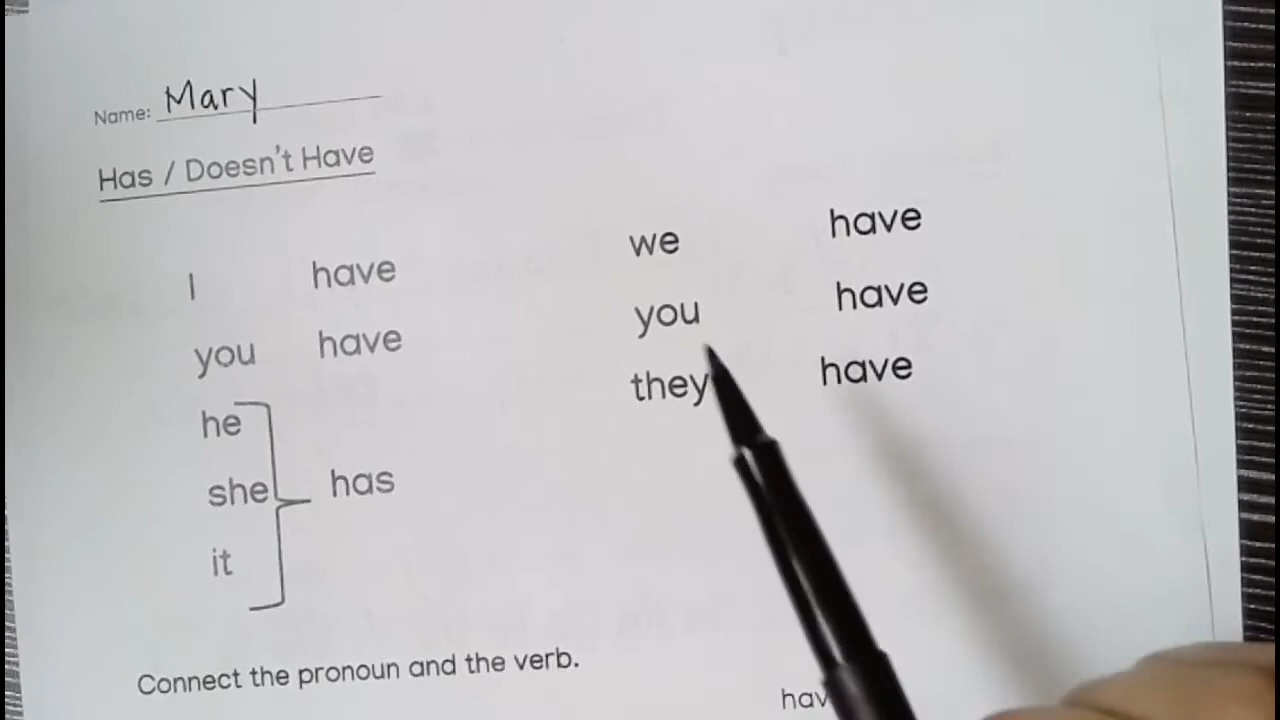 Name: Mary
Has / Doesn't Have
I have
you have
he
she has
it
we have
you have
they have
Connect the pronoun and the verb.